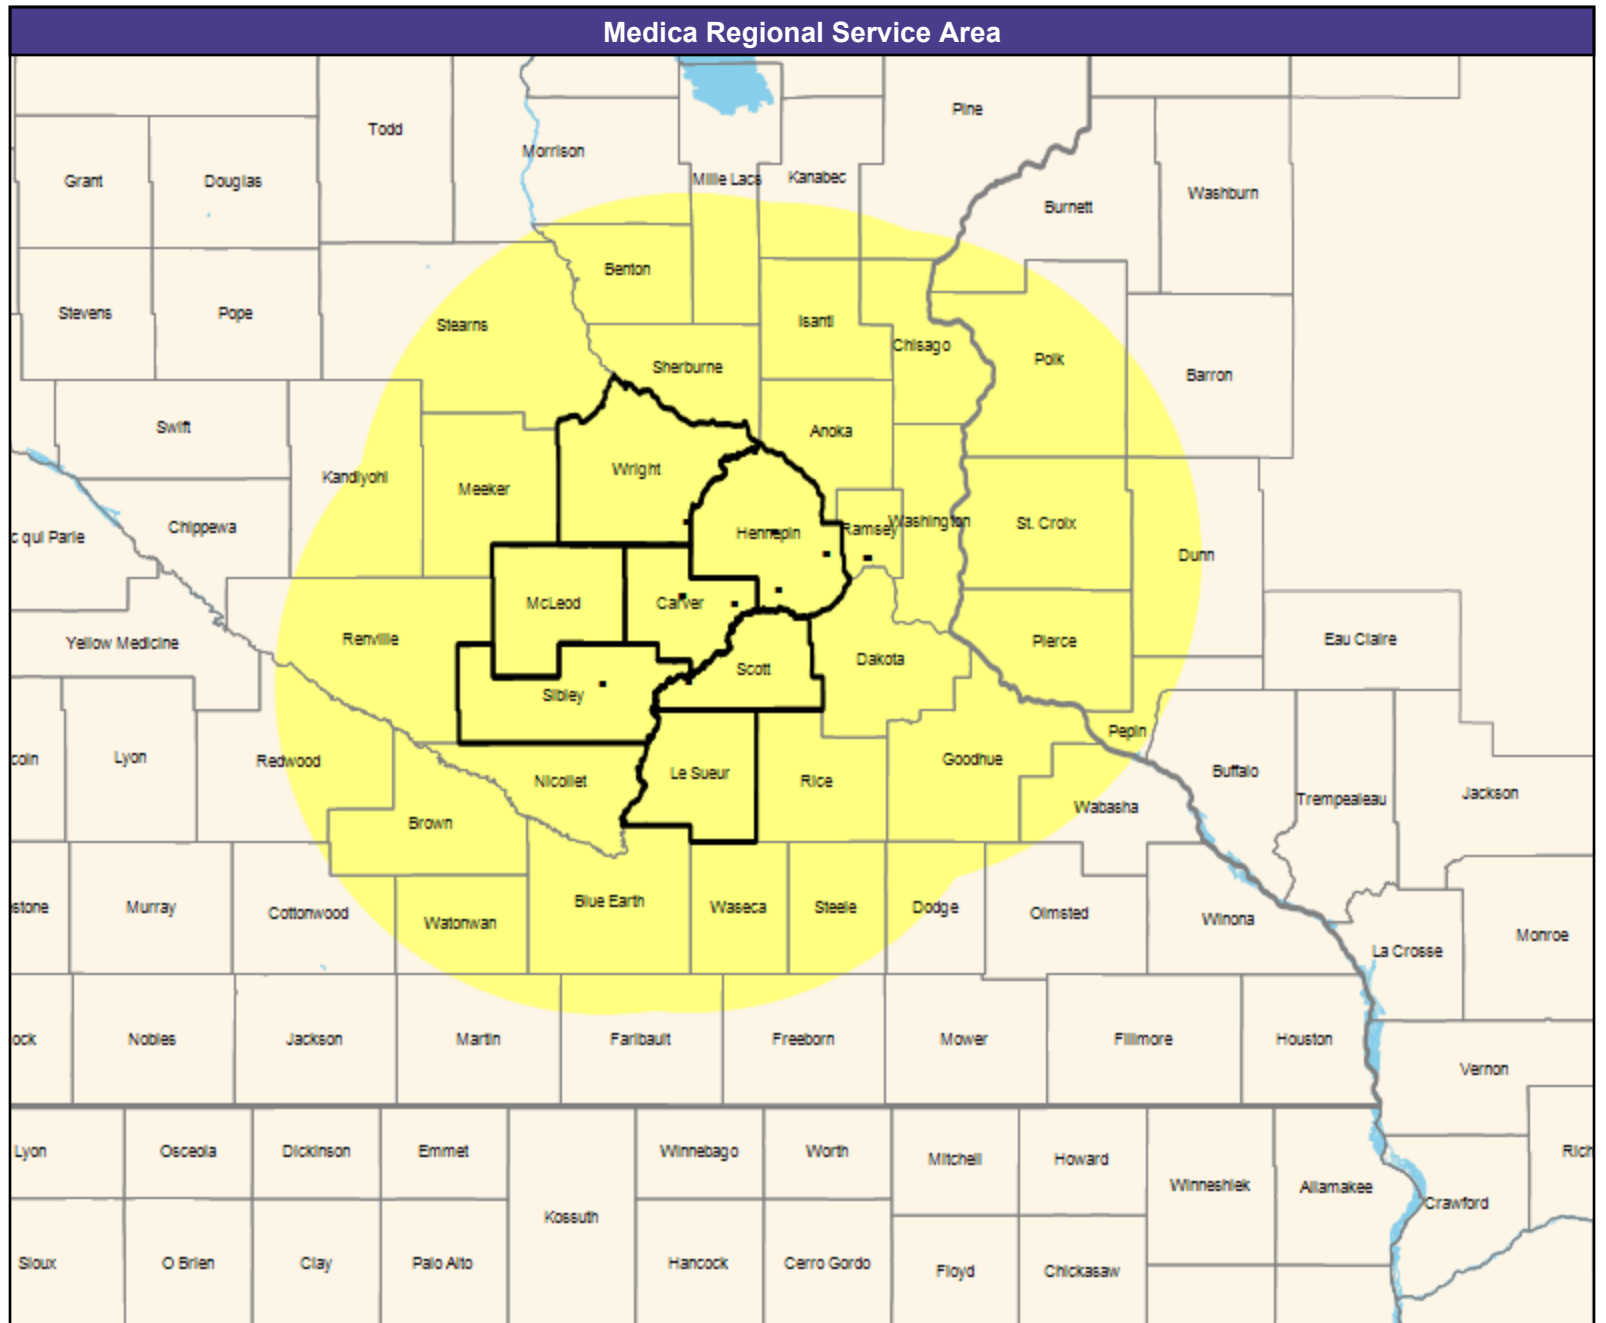 Medica Regional Service Area
Pine
Todd
Morrison
Mille Lacs
Kanabec
Grant
Douglas
Washburn
Burnett
Benton
Stevens
Pope
Stearns
Isanti
Chisago
Polk
Sherburne
Barron
Swift
Anoka
Wright
Kandiyohi
Meeker
Chippewa
c qui Parle
Hennepin
Ramsey
Washington
St. Croix
Dunn
McLeod
Carver
Yellow Medicine
Renville
Scott
Dakota
Pierce
Eau Claire
Sibley
Pepin
coln
Lyon
Redwood
Nicollet
Le Sueur
Rice
Goodhue
Buffalo
Trempealeau
Jackson
Wabasha
Brown
stone
Murray
Cottonwood
Watonwan
Blue Earth
Waseca
Steele
Dodge
Olmsted
Winona
La Crosse
Monroe
ock
Nobles
Jackson
Martin
Faribault
Freeborn
Mower
Fillmore
Houston
Vernon
Lyon
Osceola
Dickinson
Emmet
Winnebago
Worth
Mitchell
Howard
Rich
Winneshiek
Allamakee
Crawford
Kossuth
Sioux
O Brien
Clay
Palo Alto
Hancock
Cerro Gordo
Floyd
Chickasaw